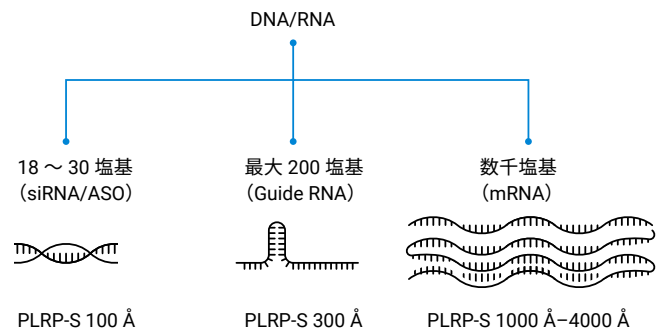 DNA/RNA
18 ～ 30 塩基
（siRNA/ASO）
最大 200 塩基
（Guide RNA）
数千塩基
（mRNA）
PLRP-S 100 Å
PLRP-S 300 Å
PLRP-S 1000 Å–4000 Å